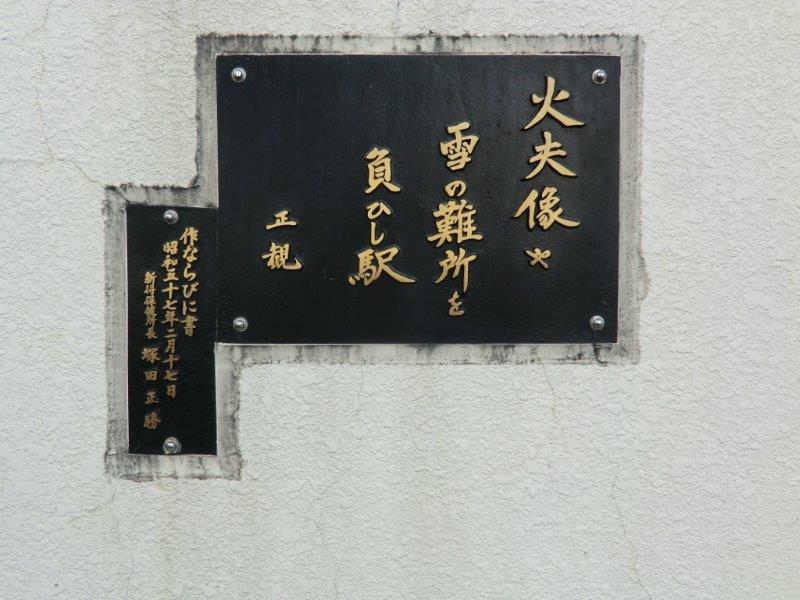 火夫像や
雪の難所を
負ひし駅
正観
作ならびに書
昭和五十七年二月十七日
新得保健所長 塚田正勝